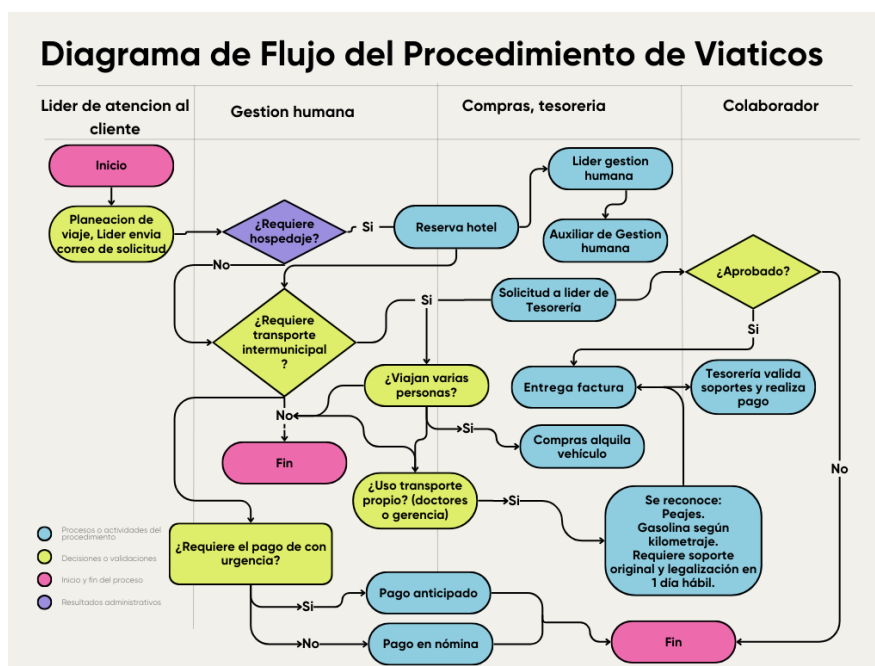 Diagrama de Flujo del Procedimiento de Viaticos
Lider de atencion al
cliente
Gestion humana
Compras, tesoreria
Colaborador
Inicio
Lider gestion
humana
Planeacion de
viaje, Lider envia
correo de solicitud
¿Requiere
hospedaje?
Si
Reserva hotel
Auxiliar de Gestion
humana
No
¿Aprobado?
Si
Solicitud a lider de
Tesorería
¿Requiere
transporte
intermunicipal
?
Si
¿Viajan varias
personas?
Entrega factura
Tesorería valida
soportes y realiza
pago
No
Si
Compras alquila
vehículo
Fin
No
¿Uso transporte
propio? (doctores
o gerencia)
Si
Se reconoce:
Peajes.
Gasolina según
kilometraje.
Requiere soporte
original y legalización en
1 día hábil.
Procesos o actividades del
procedimiento
Decisiones o validaciones
Inicio y fin del proceso
Resultados administrativos
¿Requiere el pago de con
urgencia?
Si
Pago anticipado
No
Pago en nómina
Fin